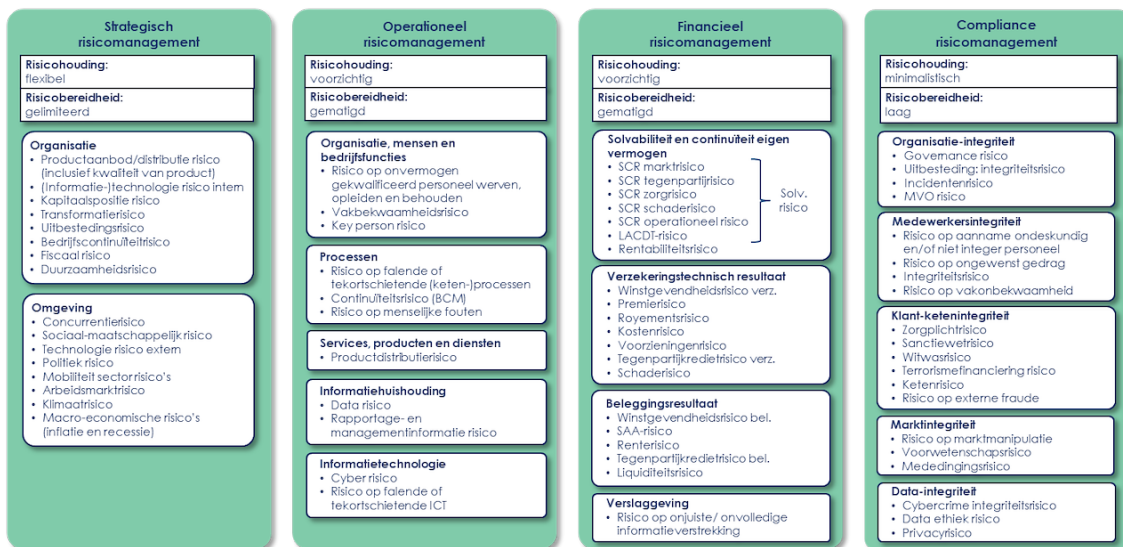 Strategisch
risicomanagement
Risicohouding:
flexibel
Risicobereidheid:
gelimiteerd
Organisatie
• Productaanbod/distributie risico
(inclusief kwaliteit van product)
• (Informatie-)technologie risico intern
• Kapitaalspositie risico
• Transformatierisico
• Uitbestedingsrisico
• Bedrijfscontinuïteitrisico
• Fiscaal risico
• Duurzaamheidsrisico
Omgeving
• Concurrentierisico
• Sociaal-maatschappelijk risico
• Technologie risico extern
• Politiek risico
• Mobiliteit sector risico's
• Arbeidsmarktrisico
• Klimaatrisico
• Macro-economische risico's
(inflatie en recessie)
Operationeel
risicomanagement
Risicohouding:
voorzichtig
Risicobereidheid:
gematigd
Organisatie, mensen en
bedrijfsfuncties
• Risico op onvermogen
gekwalificeerd personeel werven,
opleiden en behouden
• Vakbekwaamheidsrisico
• Key person risico
Processen
• Risico op falende of
tekortschietende (keten-)processen
• Continuïteitsrisico (BCM)
• Risico op menselijke fouten
Services, producten en diensten
• Productdistributierisico
Informatiehuishouding
• Data risico
• Rapportage- en
managementinformatie risico
Informatietechnologie
• Cyber risico
• Risico op falende of
tekortschietende ICT
Financieel
risicomanagement
Risicohouding:
voorzichtig
Risicobereidheid:
gematigd
Solvabiliteit en continuïteit eigen
vermogen
• SCR marktrisico
• SCR tegenpartijrisico
• SCR zorgrisico
• SCR schaderisico
• SCR operationeel risico
• LACDT-risico
• Rentabiliteitsrisico
Solv.
risico
Verzekeringstechnisch resultaat
• Winstgevendheidsrisico verz.
• Premierisico
• Royementsrisico
• Kostenrisico
• Voorzieningenrisico
• Tegenpartijkredietrisico verz.
• Schaderisico
Beleggingsresultaat
• Winstgevendheidsrisico bel.
• SAA-risico
• Renterisico
• Tegenpartijkredietrisico bel.
• Liquiditeitsrisico
Verslaggeving
• Risico op onjuiste/ onvolledige
informatieverstrekking
Compliance
risicomanagement
Risicohouding:
minimalistisch
Risicobereidheid:
laag
Organisatie-integriteit
• Governance risico
• Uitbesteding: integriteitsrisico
• Incidentenrisico
• MVO risico
Medewerkersintegriteit
• Risico op aanname ondeskundig
en/of niet integer personeel
• Risico op ongewenst gedrag
• Integriteitsrisico
• Risico op vakonbekwaamheid
Klant-ketenintegriteit
• Zorgplichtrisico
• Sanctiewetrisico
• Witwasrisico
• Terrorismefinanciering risico
• Ketenrisico
• Risico op externe fraude
Marktintegriteit
• Risico op marktmanipulatie
• Voorwetenschapsrisico
• Mededingingsrisico
Data-integriteit
• Cybercrime integriteitsrisico
• Data ethiek risico
• Privacyrisico